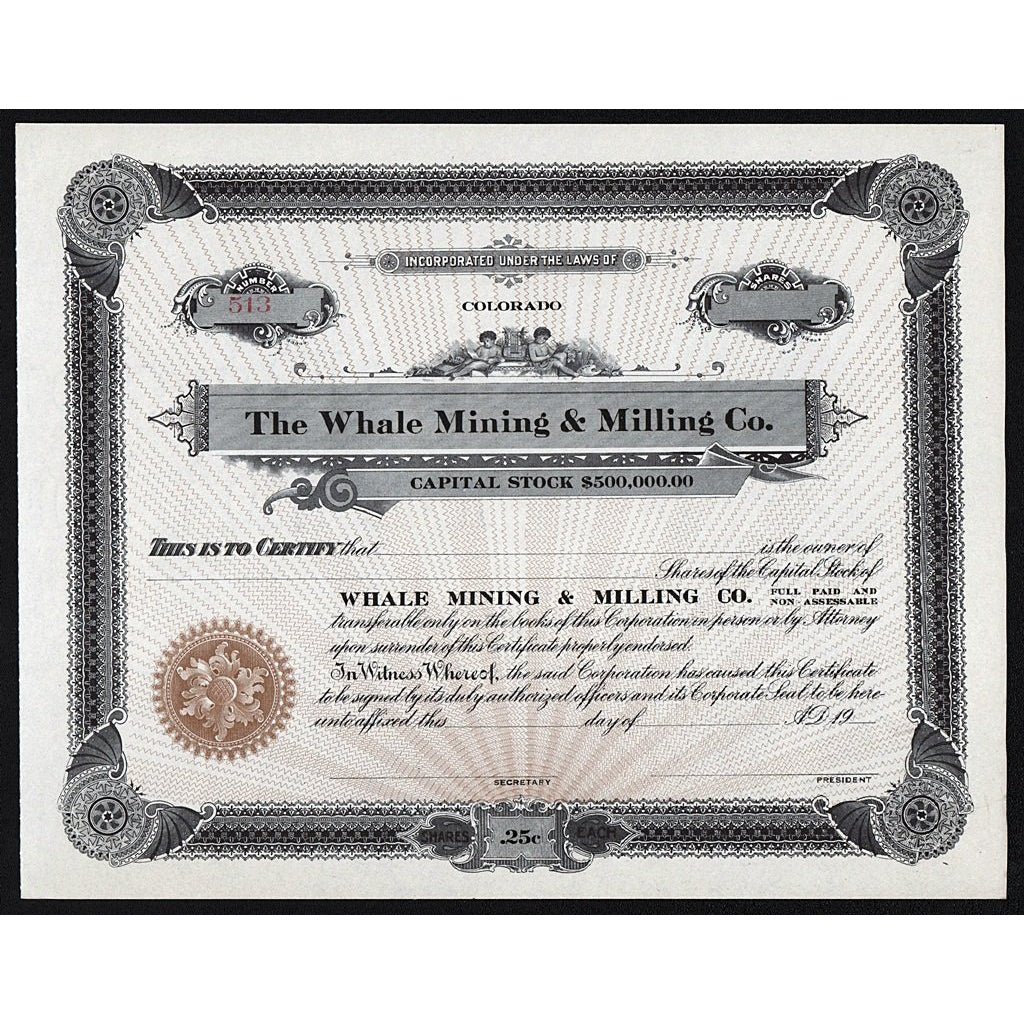 INCORPORATED UNDER THE LAWS OF
NUMBER
513
SHARES
COLORADO
The Whale Mining & Milling Co.
CAPITAL STOCK $500,000.00
THIS IS TO CERTIFY that is the owner of
Shares of the Capital Stock of
WHALE MINING & MILLING CO. FULL PAID AND NON-ASSESSABLE
transferable only on the books of this Corporation in person or by Attorney
upon surrender of this Certificate properly endorsed.
In Witness Whereof, the said Corporation has caused this Certificate
to be signed by its duly authorized officers and its Corporate Seal to be here-
unto affixed this day of A.D. 19
SECRETARY PRESIDENT
SHARES .25c EACH